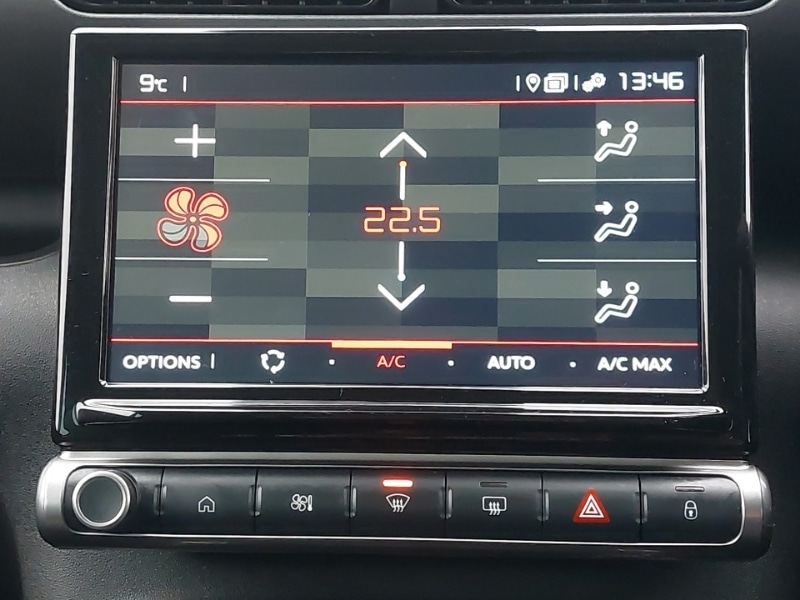 9°C 13:46
22.5
OPTIONS A/C AUTO A/C MAX